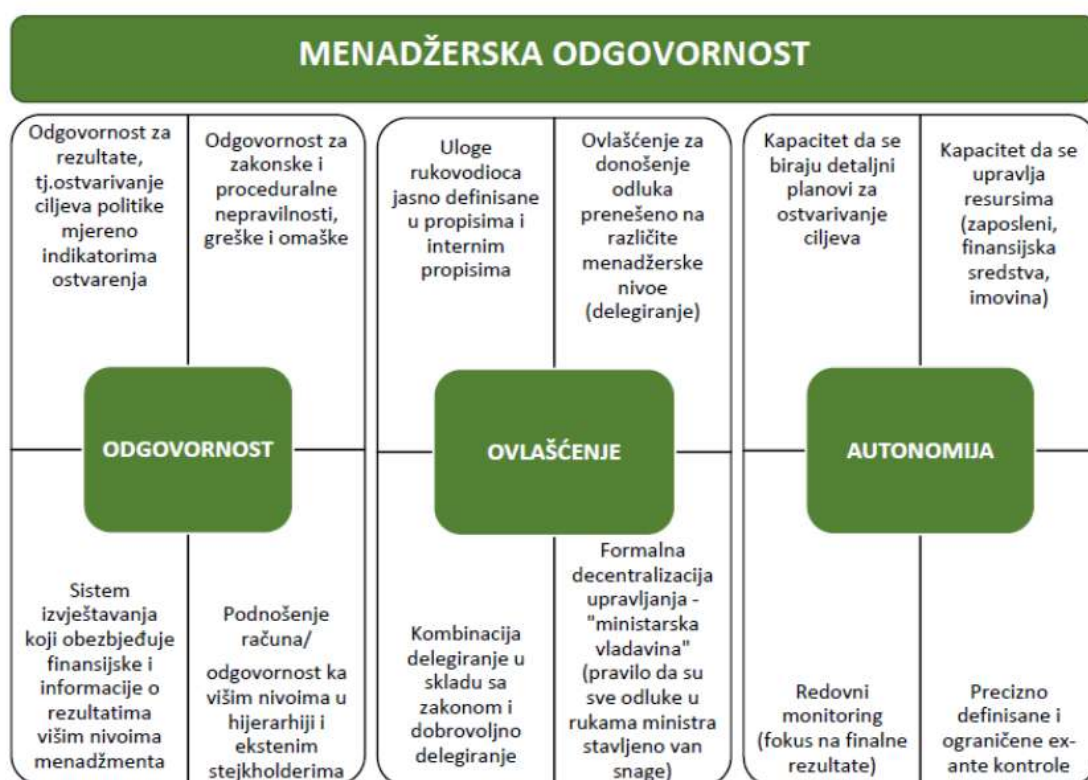 MENADŽERSKA ODGOVORNOST
Odgovornost za
rezultate,
tj.ostvarivanje
ciljeva politike
mjereno
indikatorima
ostvarenja
Odgovornost za
zakonske i
proceduralne
nepravilnosti,
greške i omaške
ODGOVORNOST
Sistem
izvještavanja
koji obezbjeđuje
finansijske i
informacije o
rezultatima
višim nivoima
menadžmenta
Podnošenje
računa/
odgovornost ka
višim nivoima u
hijerarhiji i
ekstenim
stejkholderima
Uloge
rukovodioca
jasno definisane
u propisima i
internim
propisima
Ovlašćenje za
donošenje
odluka
prenešeno na
različite
menadžerske
nivoe
(delegiranje)
OVLAŠĆENJE
Kombinacija
delegiranje u
skladu sa
zakonom i
dobrovoljno
delegiranje
Formalna
decentralizacija
upravljanja -
"ministarska
vladavina"
(pravilo da su
sve odluke u
rukama ministra
stavljeno van
snage)
Kapacitet da se
biraju detaljni
planovi za
ostvarivanje
ciljeva
Kapacitet da se
upravlja
resursima
(zaposleni,
finansijska
sredstva,
imovina)
AUTONOMIJA
Redovni
monitoring
(fokus na finalne
rezultate)
Precizno
definisane i
ograničene ex-
ante kontrole